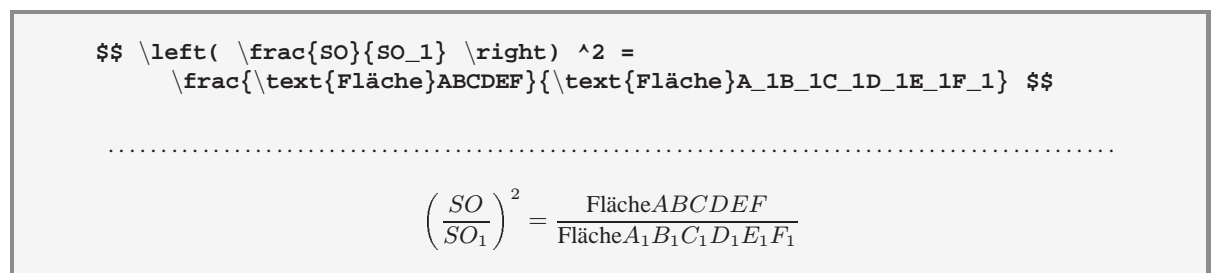 $$ \left( \frac{SO}{SO_1} \right) ^2 =
\frac{\text{Fläche}ABCDEF}{\text{Fläche}A_1B_1C_1D_1E_1F_1} $$
(SO/SO₁)² = FlächeABCDEF/FlächeA₁B₁C₁D₁E₁F₁